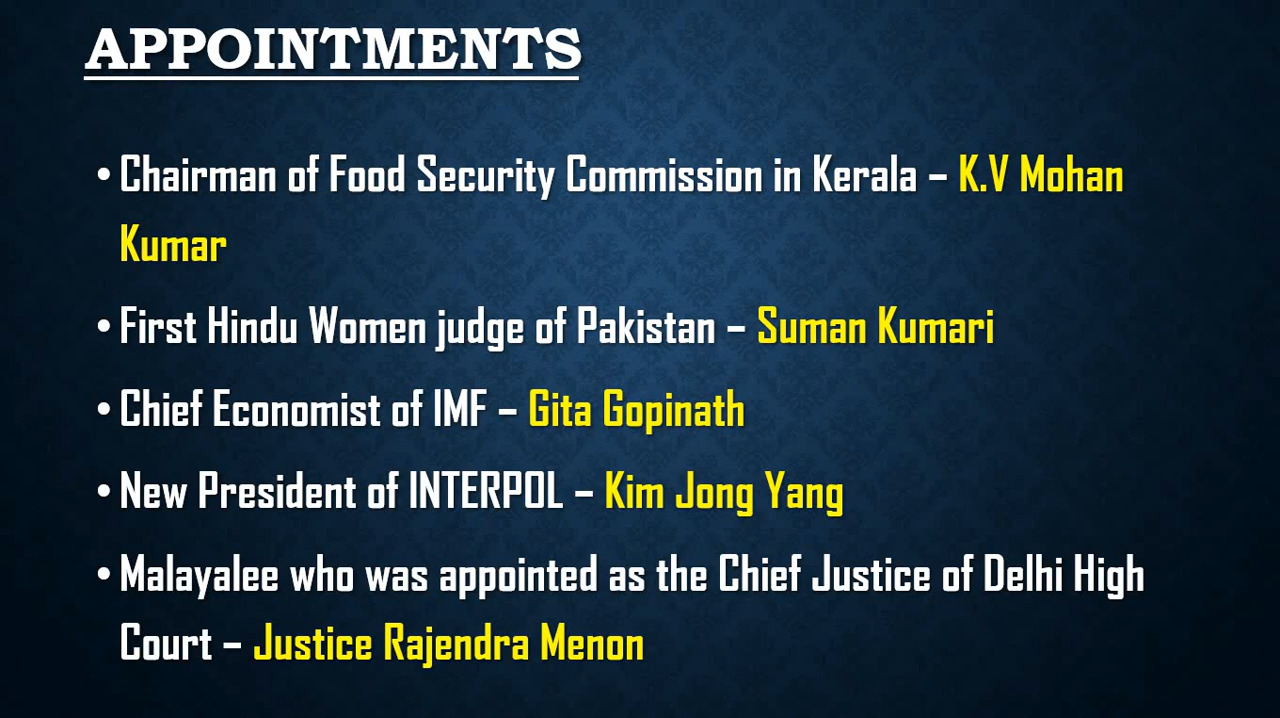 APPOINTMENTS
• Chairman of Food Security Commission in Kerala – K.V Mohan
Kumar
• First Hindu Women judge of Pakistan – Suman Kumari
• Chief Economist of IMF – Gita Gopinath
• New President of INTERPOL – Kim Jong Yang
• Malayalee who was appointed as the Chief Justice of Delhi High
Court – Justice Rajendra Menon